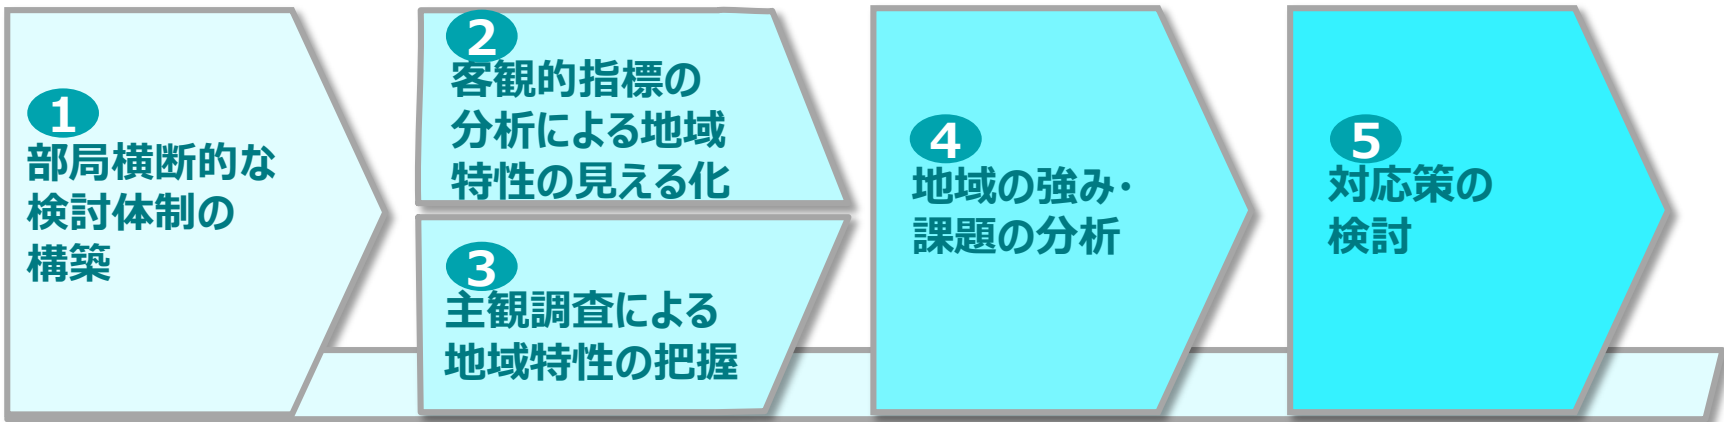 1
部局横断的な
検討体制の
構築
2
客観的指標の
分析による地域
特性の見える化
3
主観調査による
地域特性の把握
4
地域の強み・
課題の分析
5
対応策の
検討